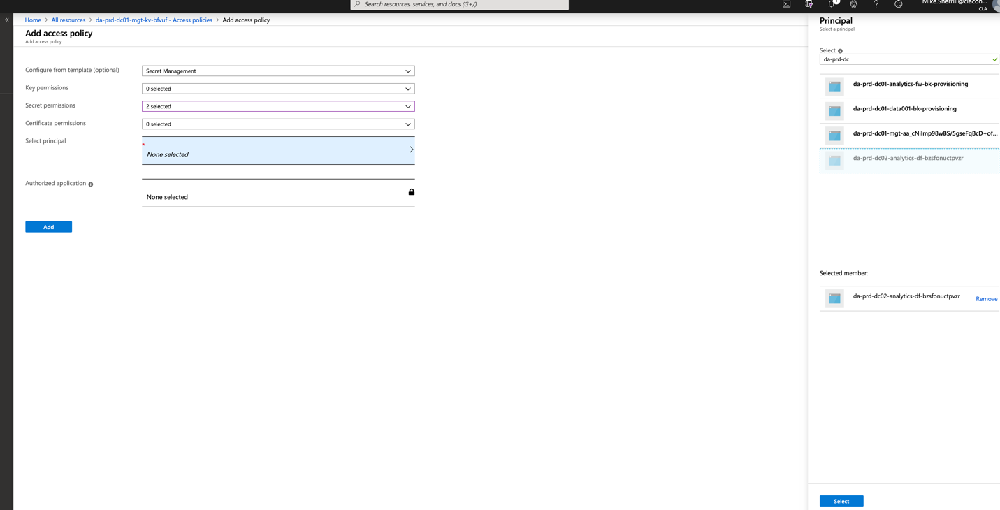 Search resources, services, and docs (G+/)
Mike.Sherrill@clacon...
CLA
Home > All resources > da-prd-dc01-mgt-kv-bfvuf - Access policies > Add access policy
Add access policy
Add access policy
Configure from template (optional)
Secret Management
Key permissions
0 selected
Secret permissions
2 selected
Certificate permissions
0 selected
Select principal
*
None selected
Authorized application
None selected
Add
Principal
Select a principal
Select
da-prd-dc
da-prd-dc01-analytics-fw-bk-provisioning
da-prd-dc01-data001-bk-provisioning
da-prd-dc01-mgt-aa_cNiImp98wBS/5gseFqBcD+of...
da-prd-dc02-analytics-df-bzsfonuctpvzr
Selected member:
da-prd-dc02-analytics-df-bzsfonuctpvzr
Remove
Select